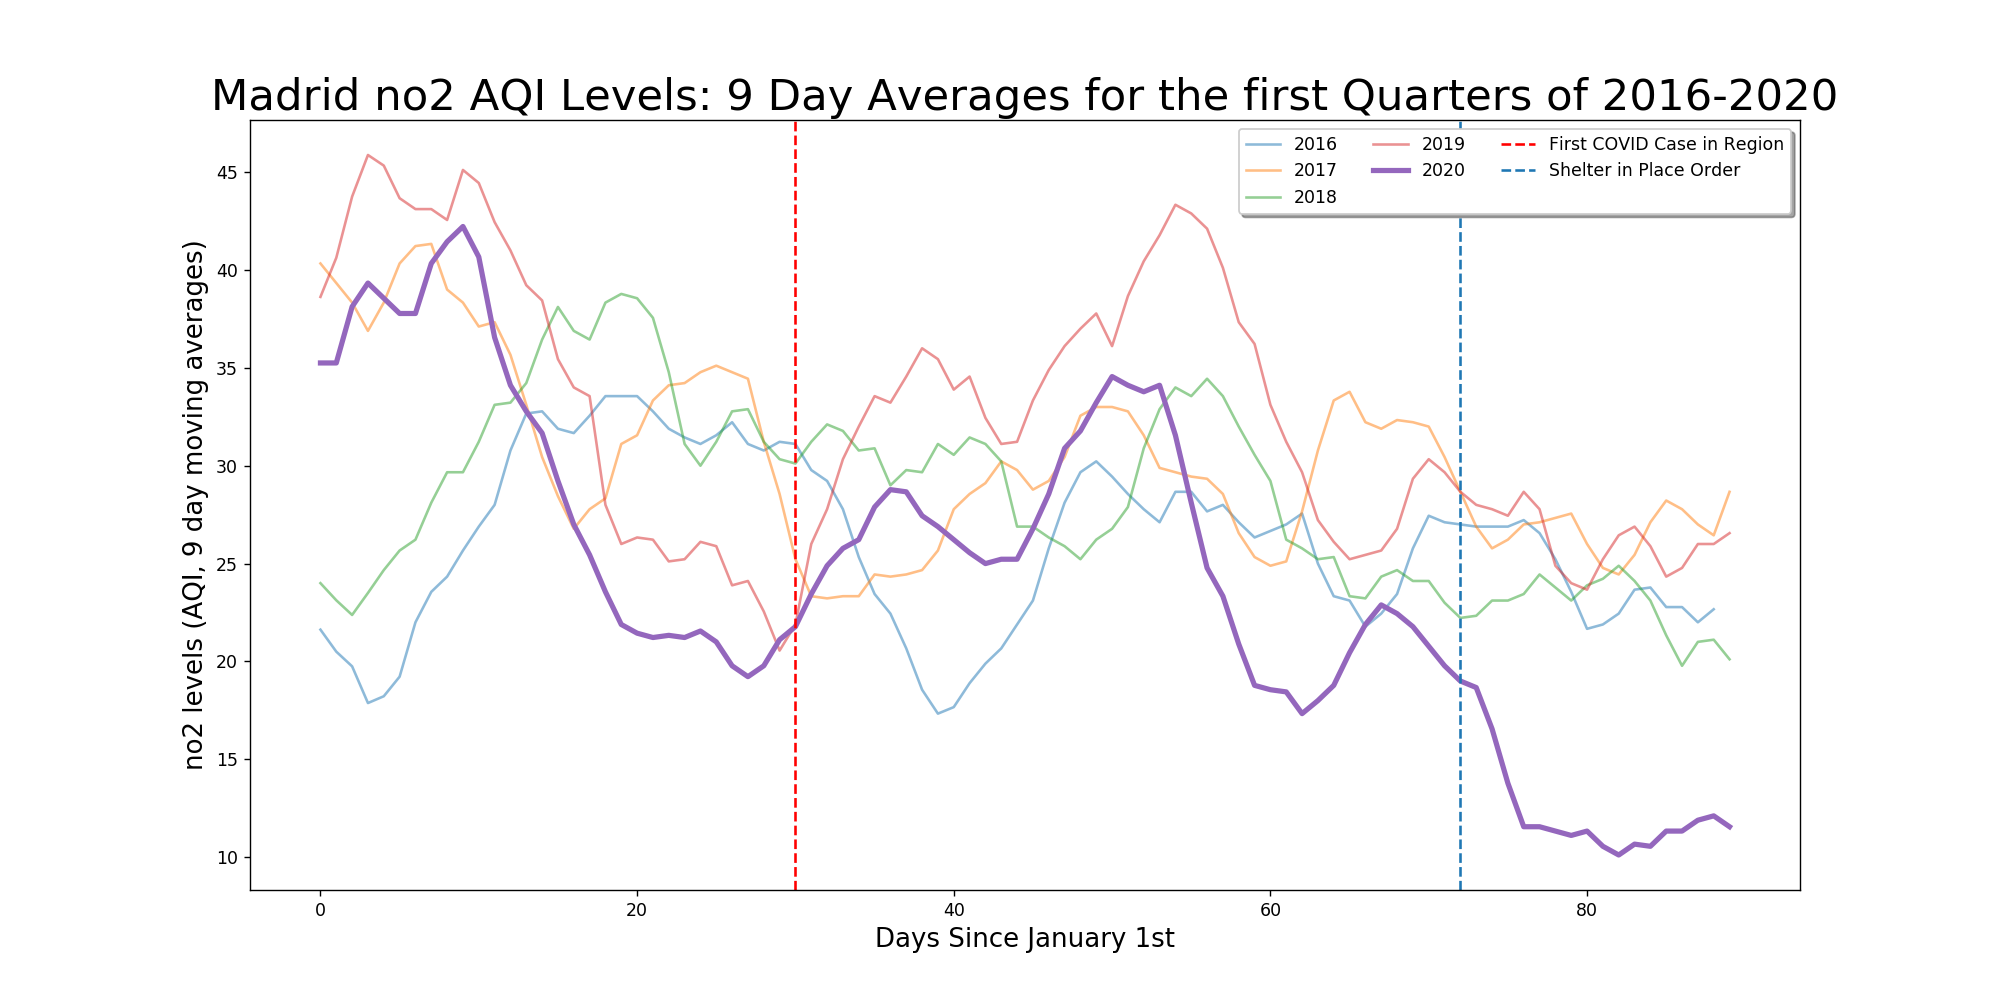 Madrid no2 AQI Levels: 9 Day Averages for the first Quarters of 2016-2020
2016 2019 First COVID Case in Region
2017 2020 Shelter in Place Order
2018
no2 levels (AQI, 9 day moving averages)
45
40
35
30
25
20
15
10
0 20 40 60 80
Days Since January 1st